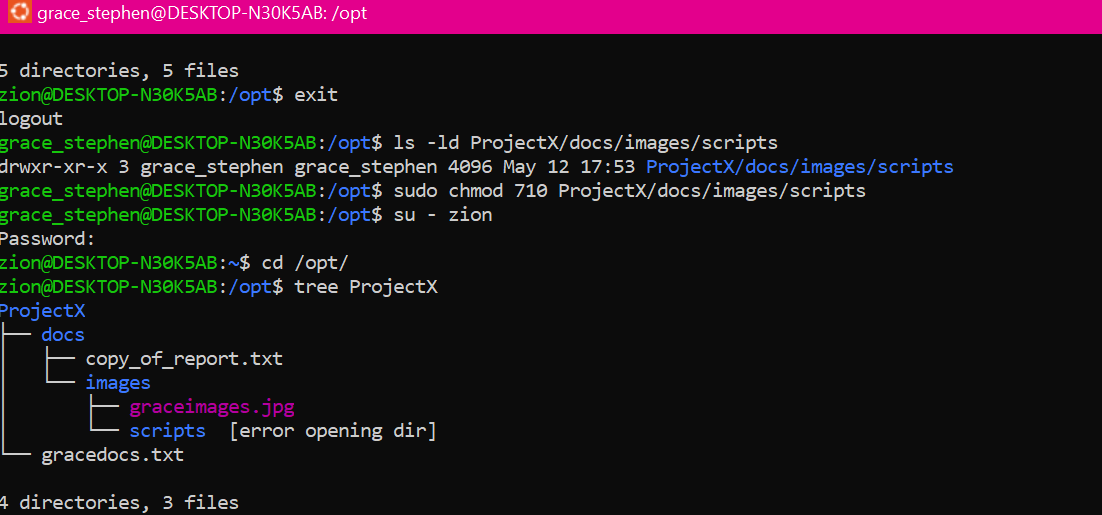 grace_stephen@DESKTOP-N30K5AB: /opt
5 directories, 5 files
zion@DESKTOP-N30K5AB:/opt$ exit
logout
grace_stephen@DESKTOP-N30K5AB:/opt$ ls -ld ProjectX/docs/images/scripts
drwxr-xr-x 3 grace_stephen grace_stephen 4096 May 12 17:53 ProjectX/docs/images/scripts
grace_stephen@DESKTOP-N30K5AB:/opt$ sudo chmod 710 ProjectX/docs/images/scripts
grace_stephen@DESKTOP-N30K5AB:/opt$ su - zion
Password:
zion@DESKTOP-N30K5AB:~$ cd /opt/
zion@DESKTOP-N30K5AB:/opt$ tree ProjectX
ProjectX
├── docs
│   ├── copy_of_report.txt
│   └── images
│       ├── graceimages.jpg
│       └── scripts  [error opening dir]
└── gracedocs.txt
4 directories, 3 files